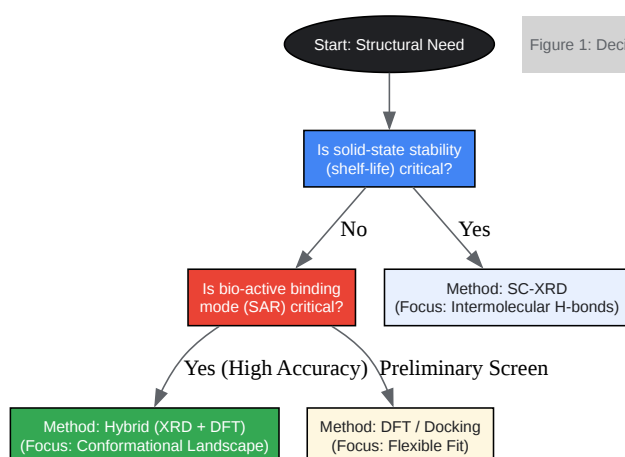 Start: Structural Need
Figure 1:
Is solid-state stability
(shelf-life) critical?
No
Yes
Is bio-active binding
mode (SAR) critical?
Method: SC-XRD
(Focus: Intermolecular H-bonds)
Yes (High Accuracy)
Preliminary Screen
Method: Hybrid (XRD + DFT)
(Focus: Conformational Landscape)
Method: DFT / Docking
(Focus: Flexible Fit)